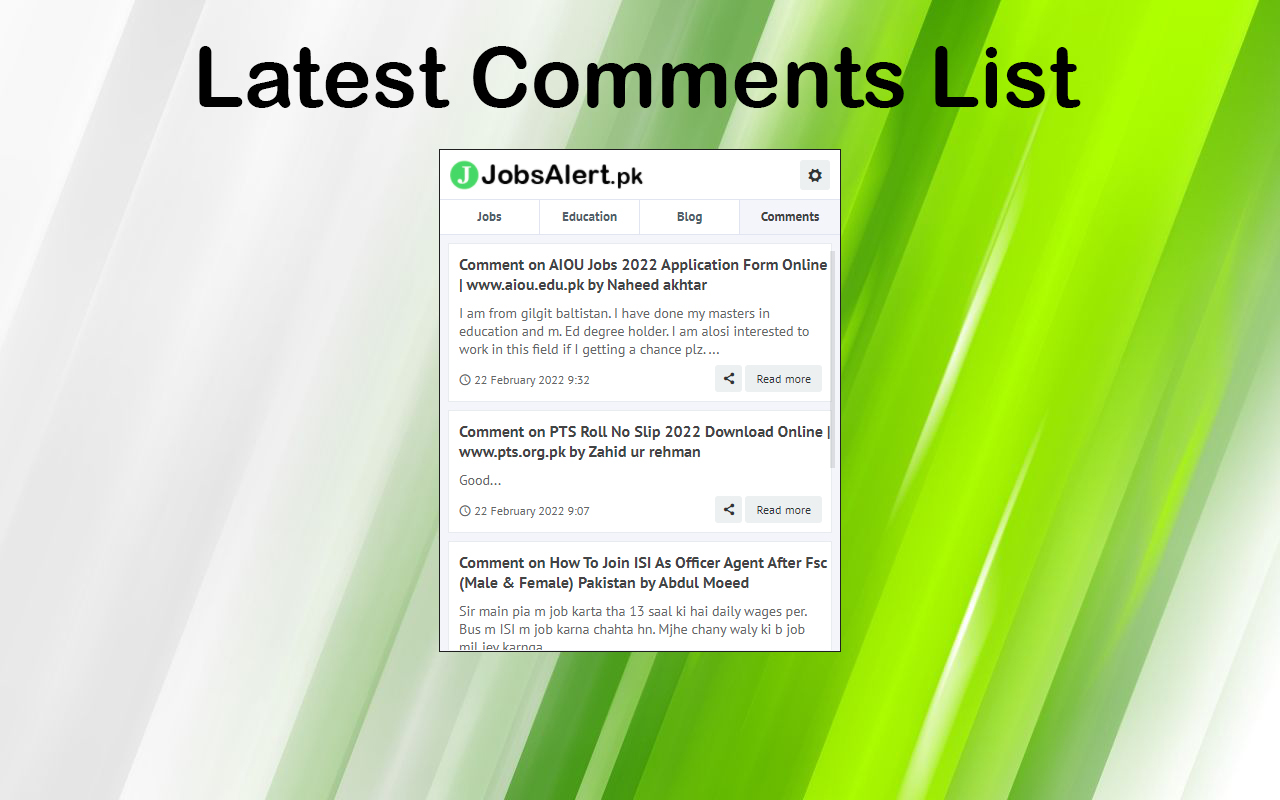 Latest Comments List
J JobsAlert.pk
Jobs Education Blog Comments
Comment on AIOU Jobs 2022 Application Form Online
| www.aiou.edu.pk by Naheed akhtar
I am from gilgit baltistan. I have done my masters in
education and m. Ed degree holder. I am alosi interested to
work in this field if I getting a chance plz. ...
22 February 2022 9:32 Read more
Comment on PTS Roll No Slip 2022 Download Online |
www.pts.org.pk by Zahid ur rehman
Good...
22 February 2022 9:07 Read more
Comment on How To Join ISI As Officer Agent After Fsc
(Male & Female) Pakistan by Abdul Moeed
Sir main pia m job karta tha 13 saal ki hai daily wages per.
Bus m ISI m job karna chahta hn. Mjhe chany waly ki b job
mil jey karnga